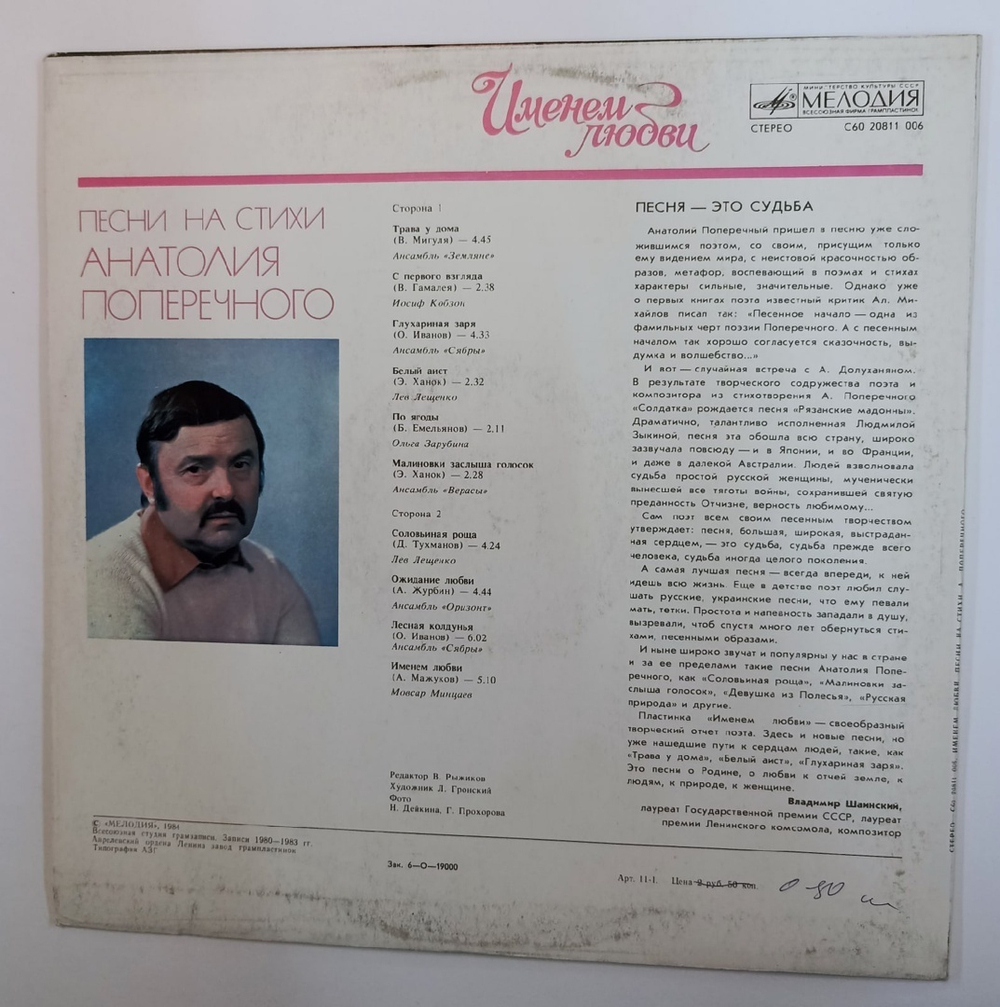 Именем
любви
МИНИСТЕРСТВО КУЛЬТУРЫ СССР
МЕЛОДИЯ
ВСЕСОЮЗНАЯ ФИРМА ГРАМПЛАСТИНОК
СТЕРЕО С60 20811 006
ПЕСНИ НА СТИХИ
АНАТОЛИЯ
ПОПЕРЕЧНОГО
Сторона 1
Трава у дома
(В. Мигуля) — 4.45
Ансамбль «Земляне»
С первого взгляда
(В. Гамалея) — 2.38
Иосиф Кобзон
Глухариная заря
(О. Иванов) — 4.33
Ансамбль «Сябры»
Белый аист
(Э. Ханок) — 2.32
Лев Лещенко
По ягоды
(Б. Емельянов) — 2.11
Ольга Зарубина
Малиновки заслыша голосок
(Э. Ханок) — 2.28
Ансамбль «Верасы»
Сторона 2
Соловьиная роща
(Д. Тухманов) — 4.24
Лев Лещенко
Ожидание любви
(А. Журбин) — 4.44
Ансамбль «Оризонт»
Лесная колдунья
(О. Иванов) — 6.02
Ансамбль «Сябры»
Именем любви
(А. Мажуков) — 5.10
Мовсар Минцаев
Редактор В. Рыжиков
Художник Л. Гронский
Фото
Н. Дейкина, Г. Прохорова
ПЕСНЯ — ЭТО СУДЬБА
Анатолий Поперечный пришел в песню уже сло-
жившимся поэтом, со своим, присущим только
ему видением мира, с неистовой красочностью об-
разов, метафор, воспевающий в поэмах и стихах
характеры сильные, значительные. Однако уже
о первых книгах поэта известный критик Ал. Ми-
хайлов писал так: «Песенное начало — одна из
фамильных черт поэзии Поперечного. А с песенным
началом так хорошо согласуется сказочность, вы-
думка и волшебство...»
И вот — случайная встреча с А. Долуханяном.
В результате творческого содружества поэта и
композитора из стихотворения А. Поперечного
«Солдатка» рождается песня «Рязанские мадонны».
Драматично, талантливо исполненная Людмилой
Зыкиной, песня эта обошла всю страну, широко
зазвучала повсюду — и в Японии, и во Франции,
и даже в далекой Австралии. Людей взволновала
судьба простой русской женщины, мученически
вынесшей все тяготы войны, сохранившей святую
преданность Отчизне, верность любимому...
Сам поэт всем своим песенным творчеством
утверждает: песня, большая, широкая, выстрадан-
ная сердцем, — это судьба, судьба прежде всего
человека, судьба иногда целого поколения.
А самая лучшая песня — всегда впереди, к ней
идешь всю жизнь. Еще в детстве поэт любил слу-
шать русские, украинские песни, что ему певали
мать, тетки. Простота и напевность западали в душу,
вызревали, чтоб спустя много лет обернуться сти-
хами, песенными образами.
И ныне широко звучат и популярны у нас в стране
и за ее пределами такие песни Анатолия Попе-
речного, как «Соловьиная роща», «Малиновки за-
слыша голосок», «Девушка из Полесья», «Русская
природа» и другие.
Пластинка «Именем любви» — своеобразный
творческий отчет поэта. Здесь и новые песни, но
уже нашедшие пути к сердцам людей, такие, как
«Трава у дома», «Белый аист», «Глухариная заря».
Это песни о Родине, о любви к отчей земле, к
людям, к природе, к женщине.
Владимир Шаинский,
лауреат Государственной премии СССР, лауреат
премии Ленинского комсомола, композитор
© «МЕЛОДИЯ», 1984
Всесоюзная студия грамзаписи. Записи 1980—1983 гг.
Апрелевский ордена Ленина завод грампластинок
Типография АЗГ
Зак. 6—О—19000
Арт. 11-1. Цена 2 руб. 50 коп.
0-80
СТЕРЕО С60 20811 006 ИМЕНЕМ ЛЮБВИ ПЕСНИ НА СТИХИ А. ПОПЕРЕЧНОГО